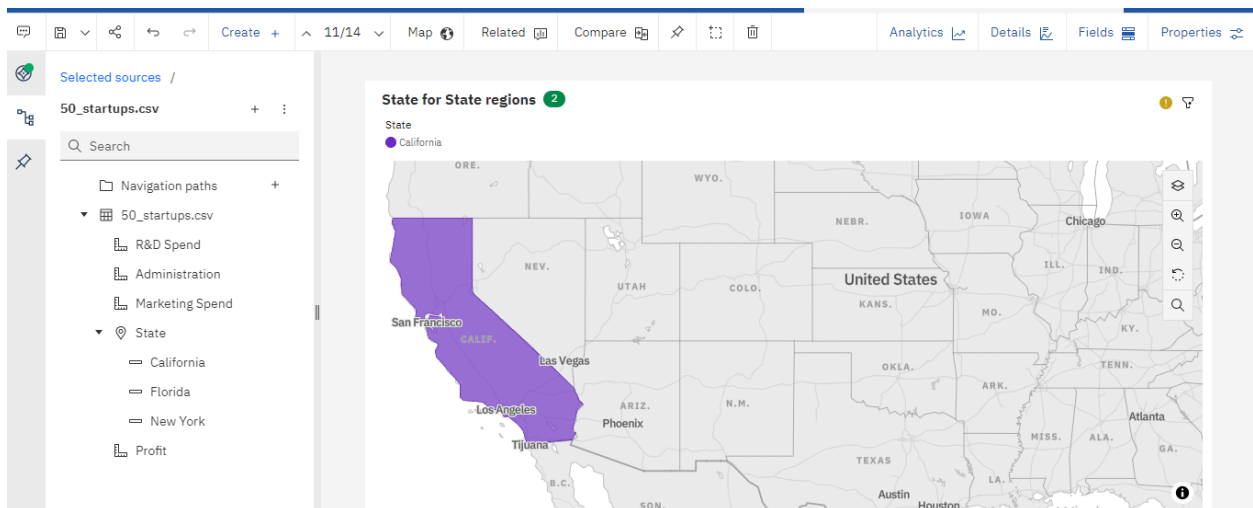 Create +
11/14
Map
Related
Compare
Analytics
Details
Fields
Properties
Selected sources /
50_startups.csv
Search
Navigation paths
50_startups.csv
R&D Spend
Administration
Marketing Spend
State
California
Florida
New York
Profit
State for State regions 2
State
California
ORE.
WYO.
NEBR.
IOWA
Chicago
NEV.
UTAH
COLO.
United States
ILL.
IND.
KANS.
MO.
San Francisco
CALIF.
KY.
Las Vegas
OKLA.
TENN.
ARK.
Los Angeles
ARIZ.
N.M.
Phoenix
Atlanta
Tijuana
MISS.
ALA.
GA.
TEXAS
B.C.
LA.
Austin
SON.
Houston